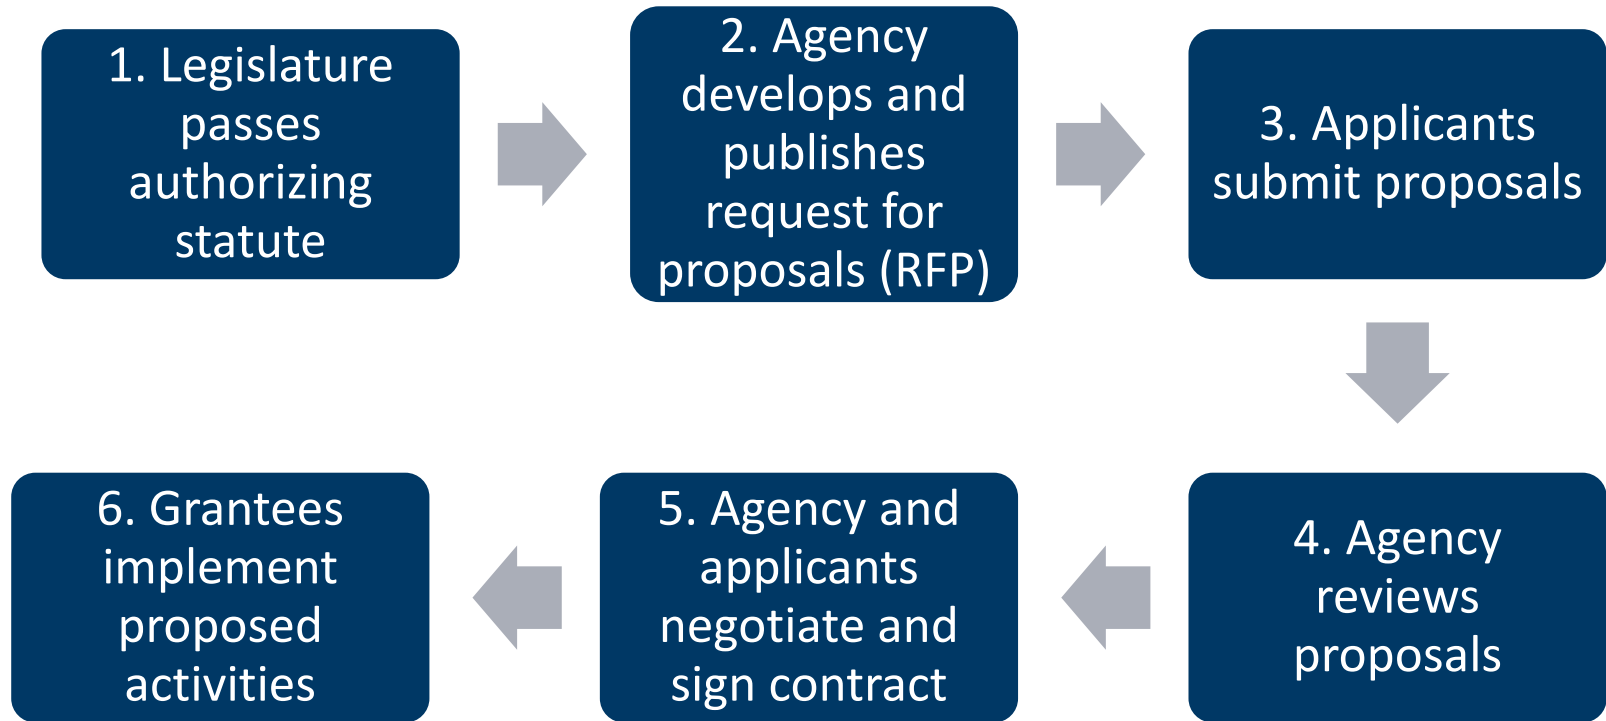 1. Legislature
passes
authorizing
statute
2. Agency
develops and
publishes
request for
proposals (RFP)
3. Applicants
submit proposals
4. Agency
reviews
proposals
5. Agency and
applicants
negotiate and
sign contract
6. Grantees
implement
proposed
activities